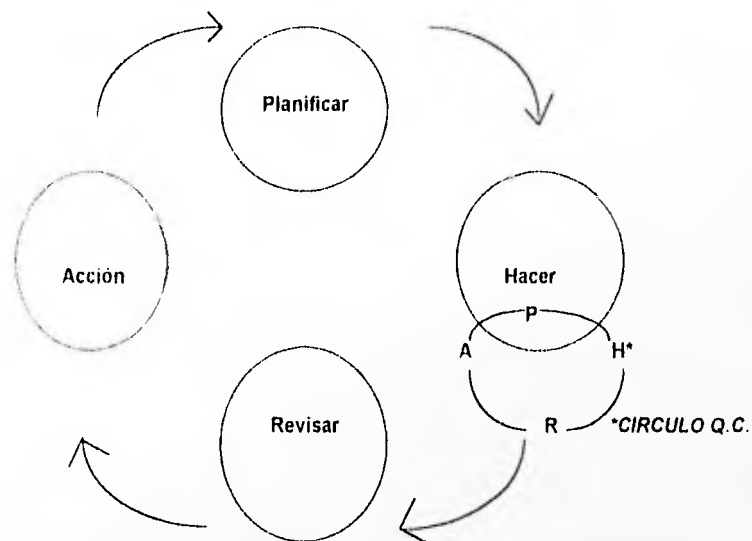 Planificar
Acción
Hacer
P
A
H*
Revisar
R
*CIRCULO Q.C.